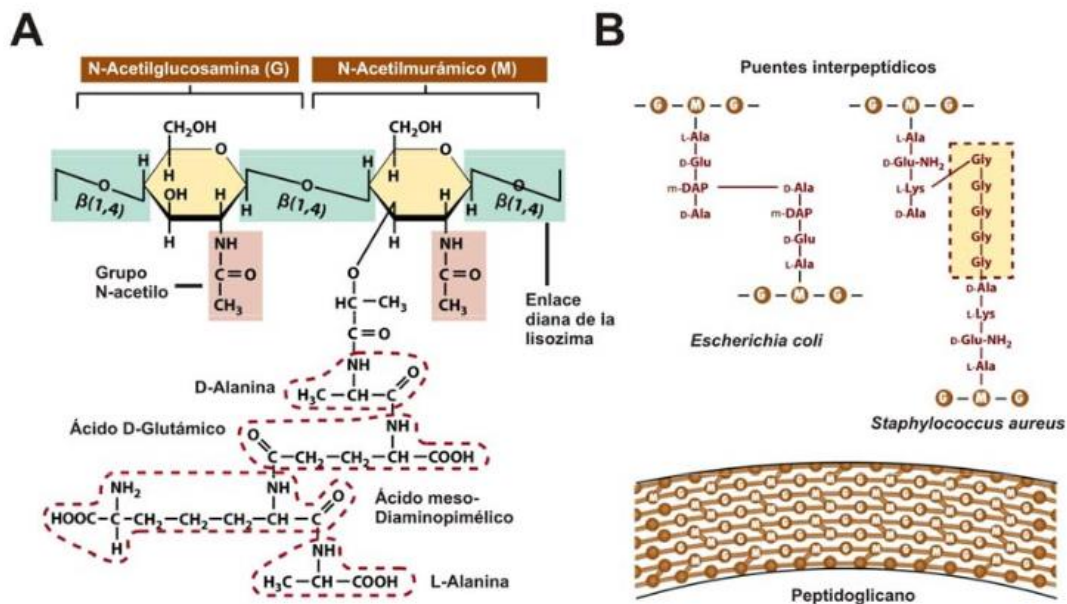 A
N-Acetilglucosamina (G)
N-Acetilmurámico (M)
CH₂OH
CH₂OH
H
O
H
O
O
H
O
H
O
β(1,4)
OH
H
β(1,4)
H
β(1,4)
H
H
H
H
H
NH
NH
Grupo
N-acetilo
C=O
O
C=O
CH₃
HC—CH₃
CH₃
Enlace
diana de la
lisozima
C=O
NH
O
D-Alanina
H₃C—CH—C
NH
Ácido D-Glutámico
O
C—CH₂—CH₂—CH—COOH
NH₂
NH
O
Ácido meso-
Diaminopimélico
HOOC—C—CH₂—CH₂—CH₂—CH—C
H
NH
H₃C—CH—COOH
L-Alanina
B
Puentes interpeptídicos
G M G
L-Ala
D-Glu
m-DAP
D-Ala
D-Ala
m-DAP
D-Glu
L-Ala
G M G
Escherichia coli
G M G
L-Ala
D-Glu-NH₂
L-Lys
D-Ala
Gly
Gly
Gly
Gly
Gly
D-Ala
L-Lys
D-Glu-NH₂
L-Ala
G M G
Staphylococcus aureus
Peptidoglicano